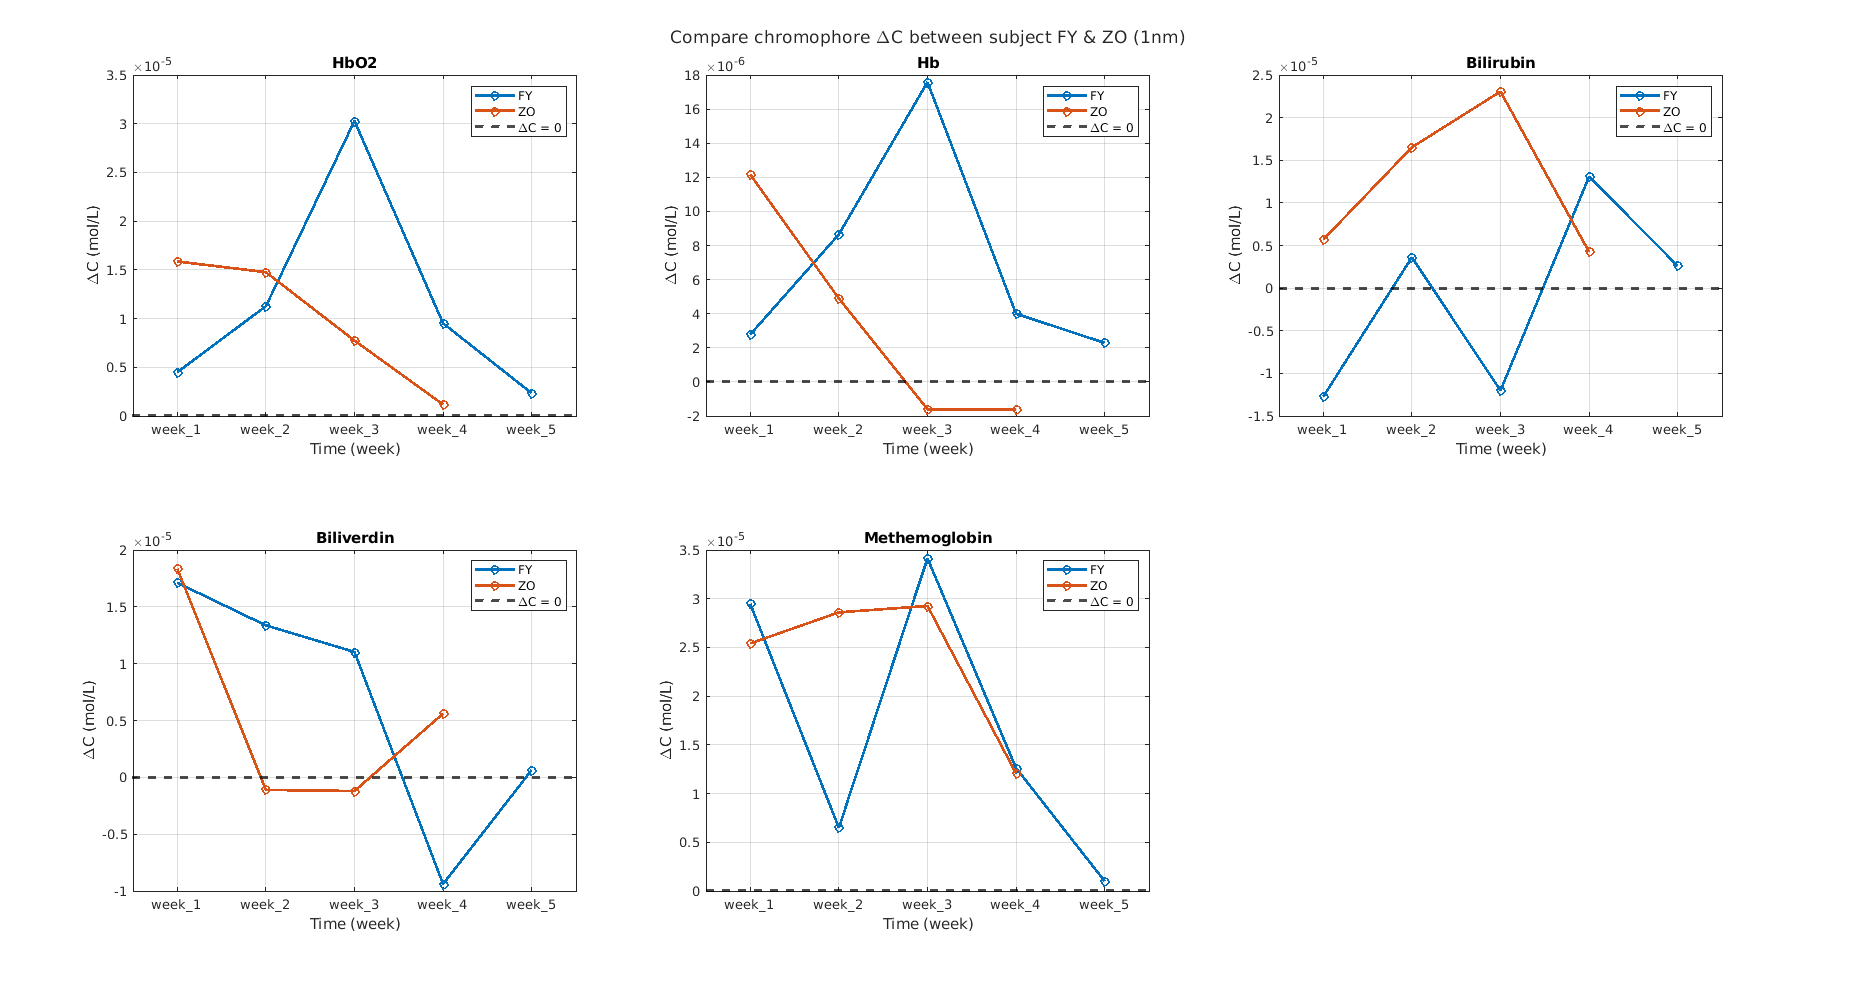 Compare chromophore ΔC between subject FY & ZO (1nm)
HbO2
×10^-5
3.5
3
2.5
2
1.5
1
0.5
0
ΔC (mol/L)
week_1 week_2 week_3 week_4 week_5
Time (week)
FY
ZO
ΔC = 0
Hb
×10^-6
18
16
14
12
10
8
6
4
2
0
-2
ΔC (mol/L)
week_1 week_2 week_3 week_4 week_5
Time (week)
FY
ZO
ΔC = 0
Bilirubin
×10^-5
2.5
2
1.5
1
0.5
0
-0.5
-1
-1.5
ΔC (mol/L)
week_1 week_2 week_3 week_4 week_5
Time (week)
FY
ZO
ΔC = 0
Biliverdin
×10^-5
2
1.5
1
0.5
0
-0.5
-1
ΔC (mol/L)
week_1 week_2 week_3 week_4 week_5
Time (week)
FY
ZO
ΔC = 0
Methemoglobin
×10^-5
3.5
3
2.5
2
1.5
1
0.5
0
ΔC (mol/L)
week_1 week_2 week_3 week_4 week_5
Time (week)
FY
ZO
ΔC = 0